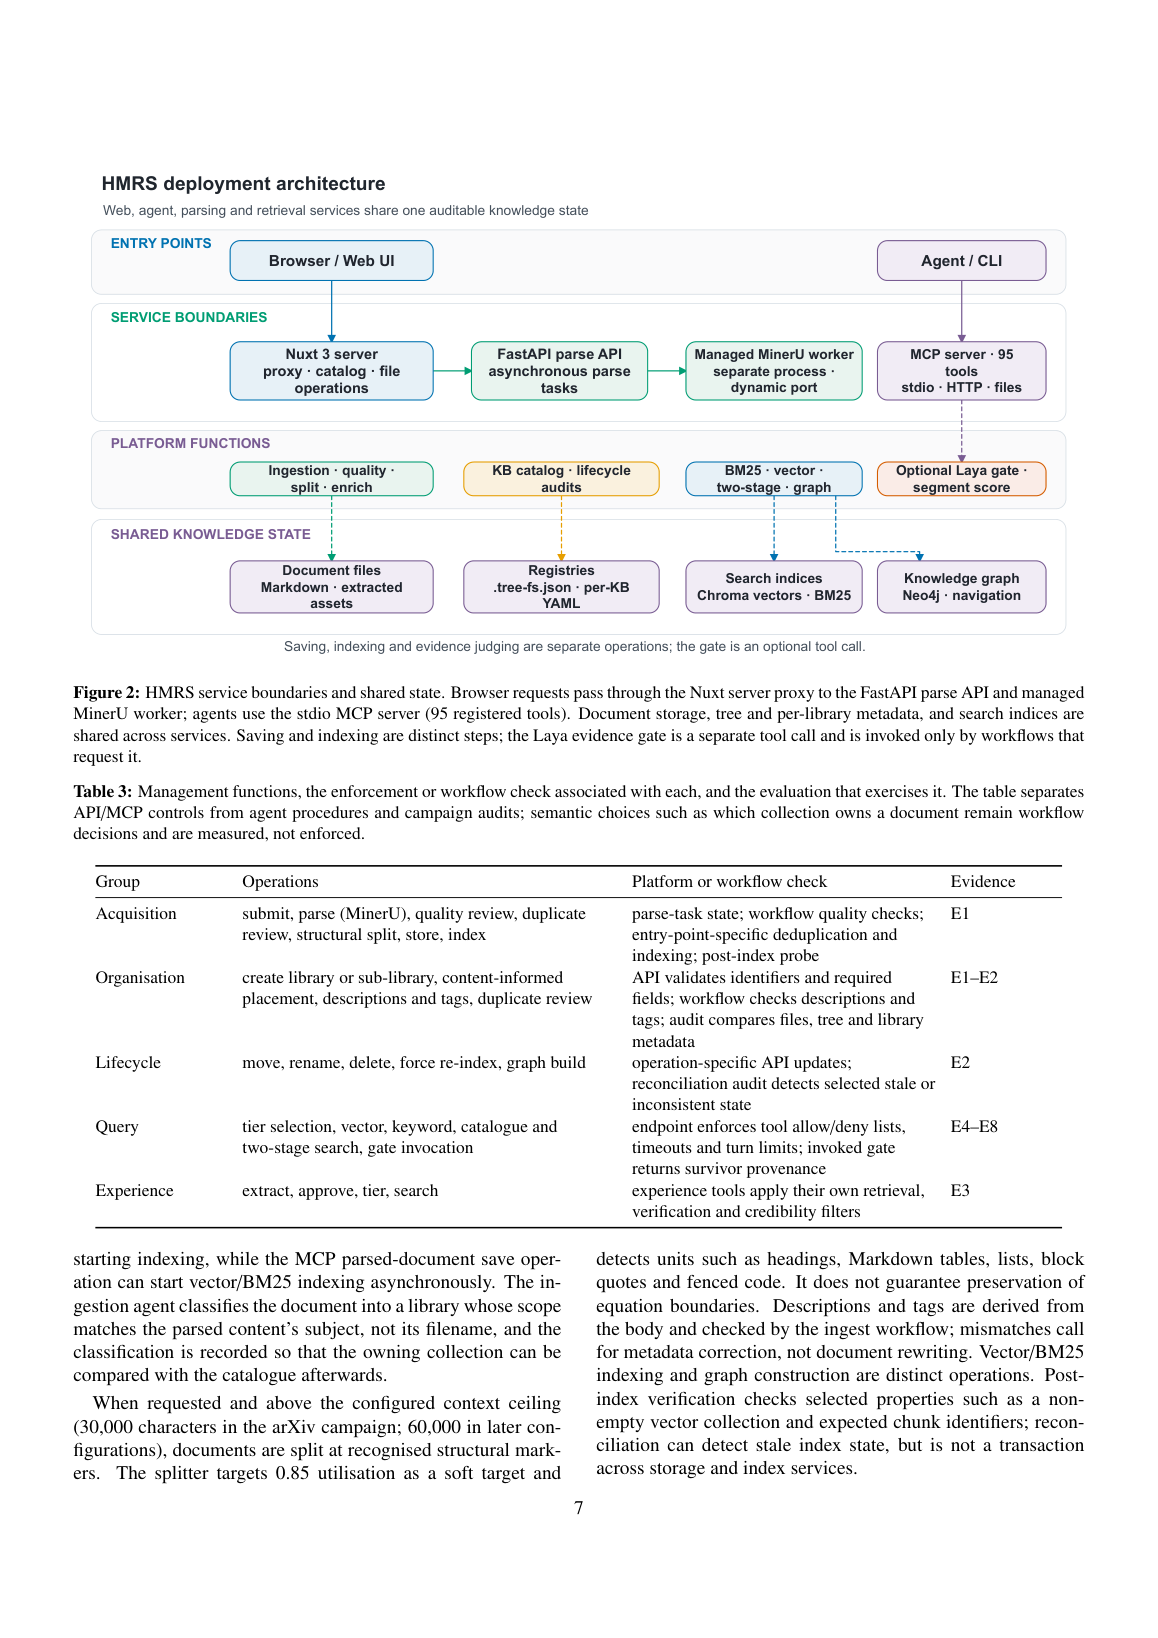 HMRS deployment architecture
Web, agent, parsing and retrieval services share one auditable knowledge state
ENTRY POINTS
Browser / Web UI
Agent / CLI
SERVICE BOUNDARIES
Nuxt 3 server
proxy · catalog · file
operations
FastAPI parse API
asynchronous parse
tasks
Managed MinerU worker
separate process ·
dynamic port
MCP server · 95
tools
stdio · HTTP · files
PLATFORM FUNCTIONS
Ingestion · quality ·
split · enrich
KB catalog · lifecycle
audits
BM25 · vector ·
two-stage · graph
Optional Laya gate ·
segment score
SHARED KNOWLEDGE STATE
Document files
Markdown · extracted
assets
Registries
.tree-fs.json · per-KB
YAML
Search indices
Chroma vectors · BM25
Knowledge graph
Neo4j · navigation
Saving, indexing and evidence judging are separate operations; the gate is an optional tool call.
Figure 2: HMRS service boundaries and shared state. Browser requests pass through the Nuxt server proxy to the FastAPI parse API and managed
MinerU worker; agents use the stdio MCP server (95 registered tools). Document storage, tree and per-library metadata, and search indices are
shared across services. Saving and indexing are distinct steps; the Laya evidence gate is a separate tool call and is invoked only by workflows that
request it.
Table 3: Management functions, the enforcement or workflow check associated with each, and the evaluation that exercises it. The table separates
API/MCP controls from agent procedures and campaign audits; semantic choices such as which collection owns a document remain workflow
decisions and are measured, not enforced.
Group Operations Platform or workflow check Evidence
Acquisition submit, parse (MinerU), quality review, duplicate parse-task state; workflow quality checks; E1
review, structural split, store, index entry-point-specific deduplication and
indexing; post-index probe
Organisation create library or sub-library, content-informed API validates identifiers and required E1–E2
placement, descriptions and tags, duplicate review fields; workflow checks descriptions and
tags; audit compares files, tree and library
metadata
Lifecycle move, rename, delete, force re-index, graph build operation-specific API updates; E2
reconciliation audit detects selected stale or
inconsistent state
Query tier selection, vector, keyword, catalogue and endpoint enforces tool allow/deny lists, E4–E8
two-stage search, gate invocation timeouts and turn limits; invoked gate
returns survivor provenance
Experience extract, approve, tier, search experience tools apply their own retrieval, E3
verification and credibility filters
starting indexing, while the MCP parsed-document save oper-
ation can start vector/BM25 indexing asynchronously. The in-
gestion agent classifies the document into a library whose scope
matches the parsed content's subject, not its filename, and the
classification is recorded so that the owning collection can be
compared with the catalogue afterwards.
When requested and above the configured context ceiling
(30,000 characters in the arXiv campaign; 60,000 in later con-
figurations), documents are split at recognised structural mark-
ers. The splitter targets 0.85 utilisation as a soft target and
detects units such as headings, Markdown tables, lists, block
quotes and fenced code. It does not guarantee preservation of
equation boundaries. Descriptions and tags are derived from
the body and checked by the ingest workflow; mismatches call
for metadata correction, not document rewriting. Vector/BM25
indexing and graph construction are distinct operations. Post-
index verification checks selected properties such as a non-
empty vector collection and expected chunk identifiers; recon-
ciliation can detect stale index state, but is not a transaction
across storage and index services.
7